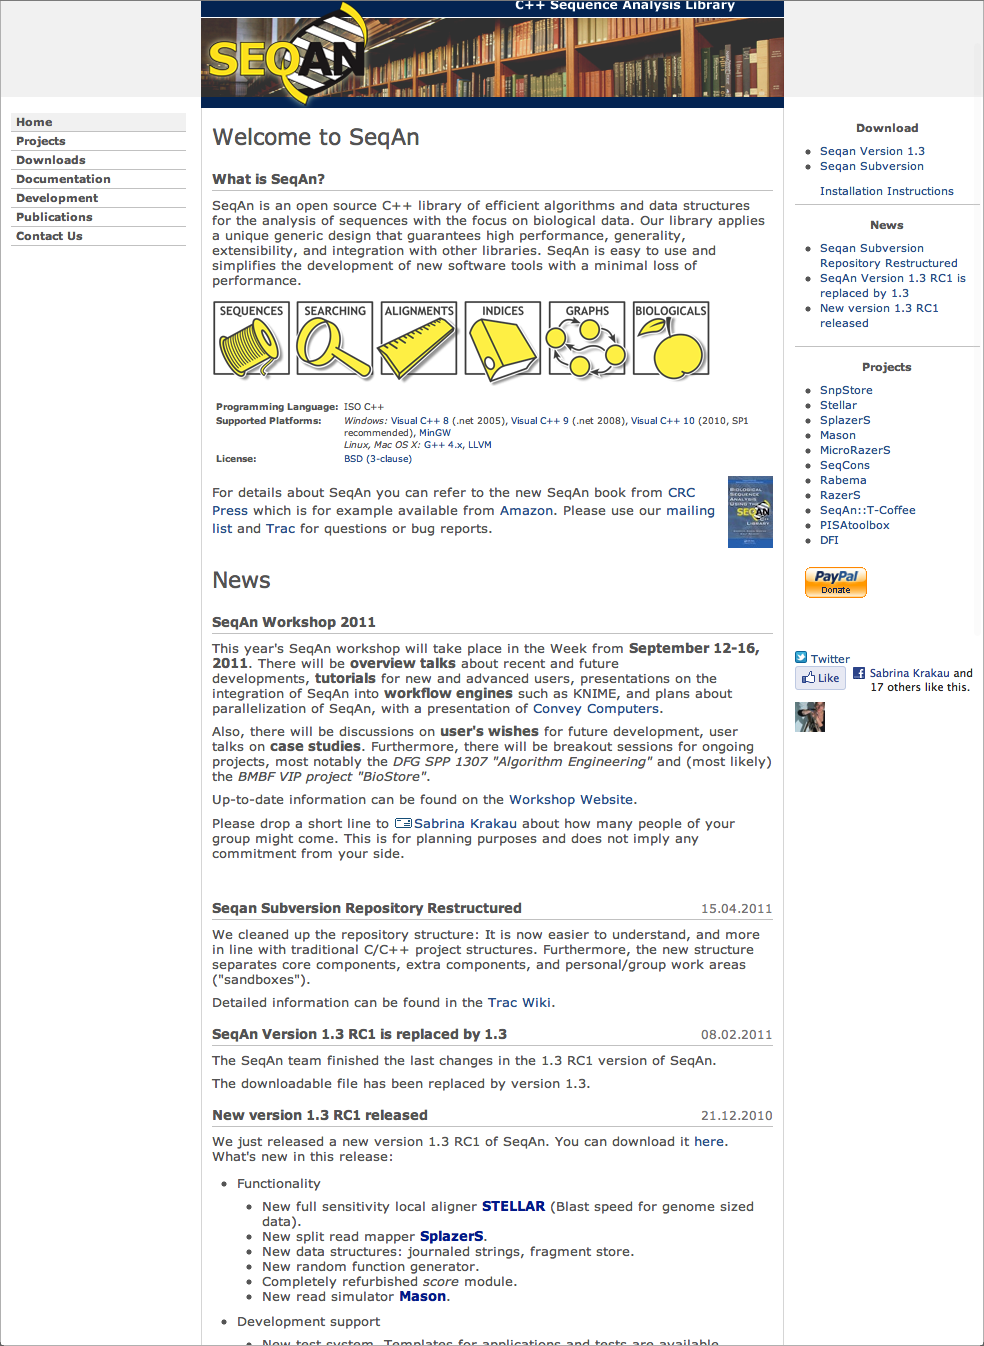 C++ Sequence Analysis Library
SEQAN
Home
Projects
Downloads
Documentation
Development
Publications
Contact Us
Welcome to SeqAn
What is SeqAn?
SeqAn is an open source C++ library of efficient algorithms and data structures
for the analysis of sequences with the focus on biological data. Our library applies
a unique generic design that guarantees high performance, generality,
extensibility, and integration with other libraries. SeqAn is easy to use and
simplifies the development of new software tools with a minimal loss of
performance.
SEQUENCES SEARCHING ALIGNMENTS INDICES GRAPHS BIOLOGICALS
Programming Language: ISO C++
Supported Platforms: Windows: Visual C++ 8 (.net 2005), Visual C++ 9 (.net 2008), Visual C++ 10 (2010, SP1
recommended), MinGW
Linux, Mac OS X: G++ 4.x, LLVM
License: BSD (3-clause)
For details about SeqAn you can refer to the new SeqAn book from CRC
Press which is for example available from Amazon. Please use our mailing
list and Trac for questions or bug reports.
BIOLOGICAL
SEQUENCE
ANALYSIS
USING THE
SEQAN
C++
LIBRARY
News
SeqAn Workshop 2011
This year's SeqAn workshop will take place in the Week from September 12-16,
2011. There will be overview talks about recent and future
developments, tutorials for new and advanced users, presentations on the
integration of SeqAn into workflow engines such as KNIME, and plans about
parallelization of SeqAn, with a presentation of Convey Computers.
Also, there will be discussions on user's wishes for future development, user
talks on case studies. Furthermore, there will be breakout sessions for ongoing
projects, most notably the DFG SPP 1307 "Algorithm Engineering" and (most likely)
the BMBF VIP project "BioStore".
Up-to-date information can be found on the Workshop Website.
Please drop a short line to Sabrina Krakau about how many people of your
group might come. This is for planning purposes and does not imply any
commitment from your side.
Seqan Subversion Repository Restructured 15.04.2011
We cleaned up the repository structure: It is now easier to understand, and more
in line with traditional C/C++ project structures. Furthermore, the new structure
separates core components, extra components, and personal/group work areas
("sandboxes").
Detailed information can be found in the Trac Wiki.
SeqAn Version 1.3 RC1 is replaced by 1.3 08.02.2011
The SeqAn team finished the last changes in the 1.3 RC1 version of SeqAn.
The downloadable file has been replaced by version 1.3.
New version 1.3 RC1 released 21.12.2010
We just released a new version 1.3 RC1 of SeqAn. You can download it here.
What's new in this release:
• Functionality
• New full sensitivity local aligner STELLAR (Blast speed for genome sized
data).
• New split read mapper SplazerS.
• New data structures: journaled strings, fragment store.
• New random function generator.
• Completely refurbished score module.
• New read simulator Mason.
• Development support
• New test system. Templates for applications and tests are available
Download
• Seqan Version 1.3
• Seqan Subversion
Installation Instructions
News
• Seqan Subversion
Repository Restructured
• SeqAn Version 1.3 RC1 is
replaced by 1.3
• New version 1.3 RC1
released
Projects
• SnpStore
• Stellar
• SplazerS
• Mason
• MicroRazerS
• SeqCons
• Rabema
• RazerS
• SeqAn::T-Coffee
• PISAtoolbox
• DFI
PayPal
Donate
Twitter
Like
Sabrina Krakau and
17 others like this.